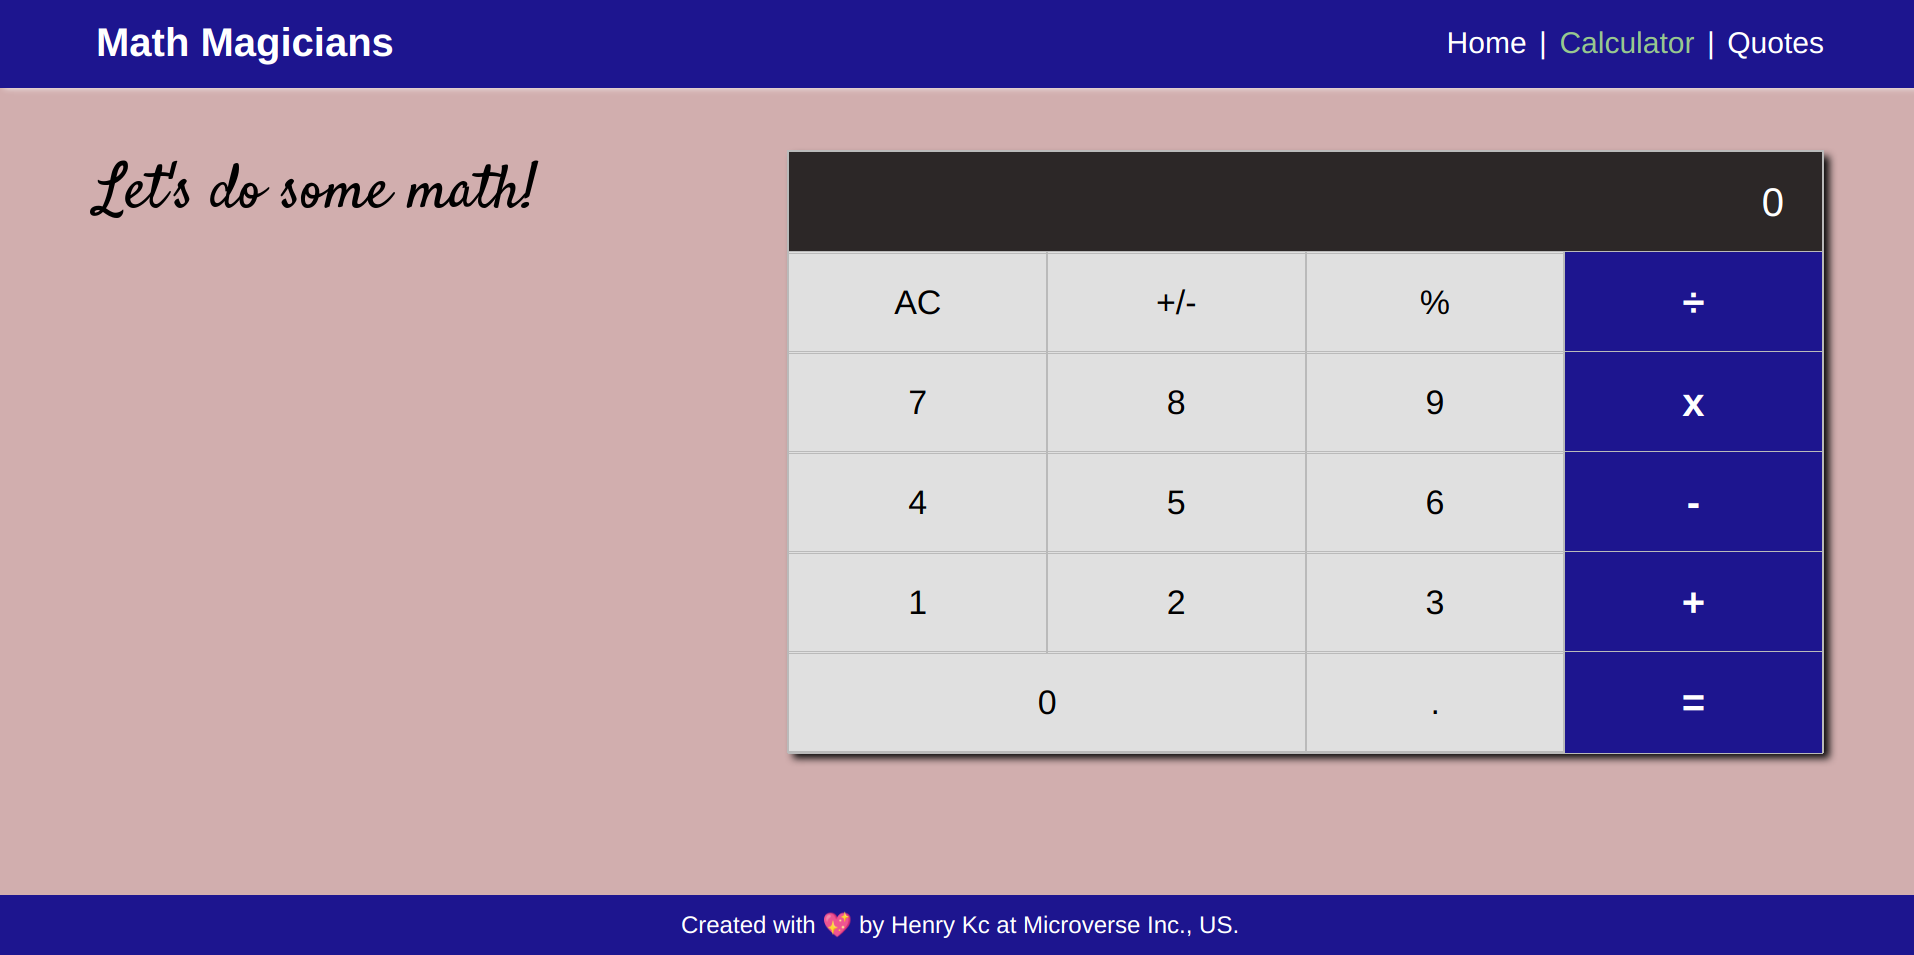 Math Magicians
Home | Calculator | Quotes
Let's do some math!
0
AC +/- % ÷
7 8 9 x
4 5 6 -
1 2 3 +
0 . =
Created with 💖 by Henry Kc at Microverse Inc., US.